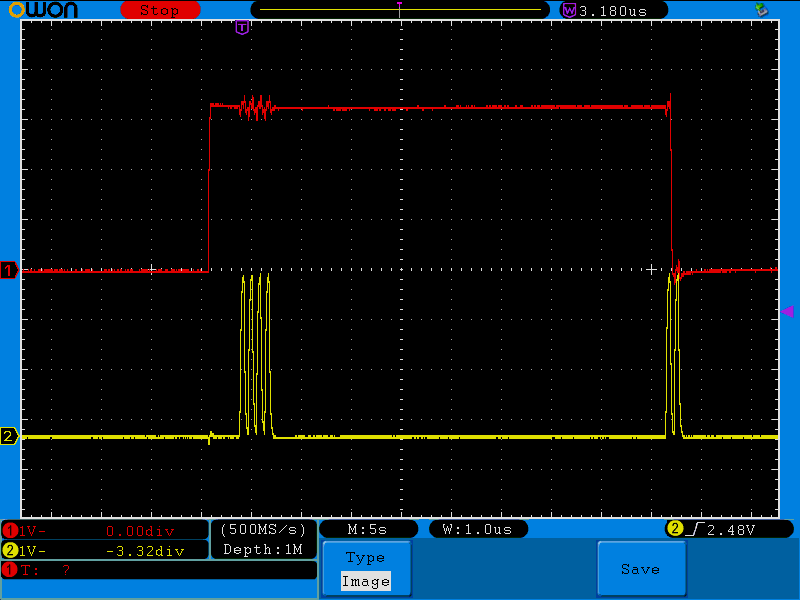 OWON Stop W 3.180us
T
1
2
1 1V- 0.00div (500MS/s) M:5s W:1.0us 2 2.48V
2 1V- -3.32div Depth:1M
1 T: ?
Type
Image
Save